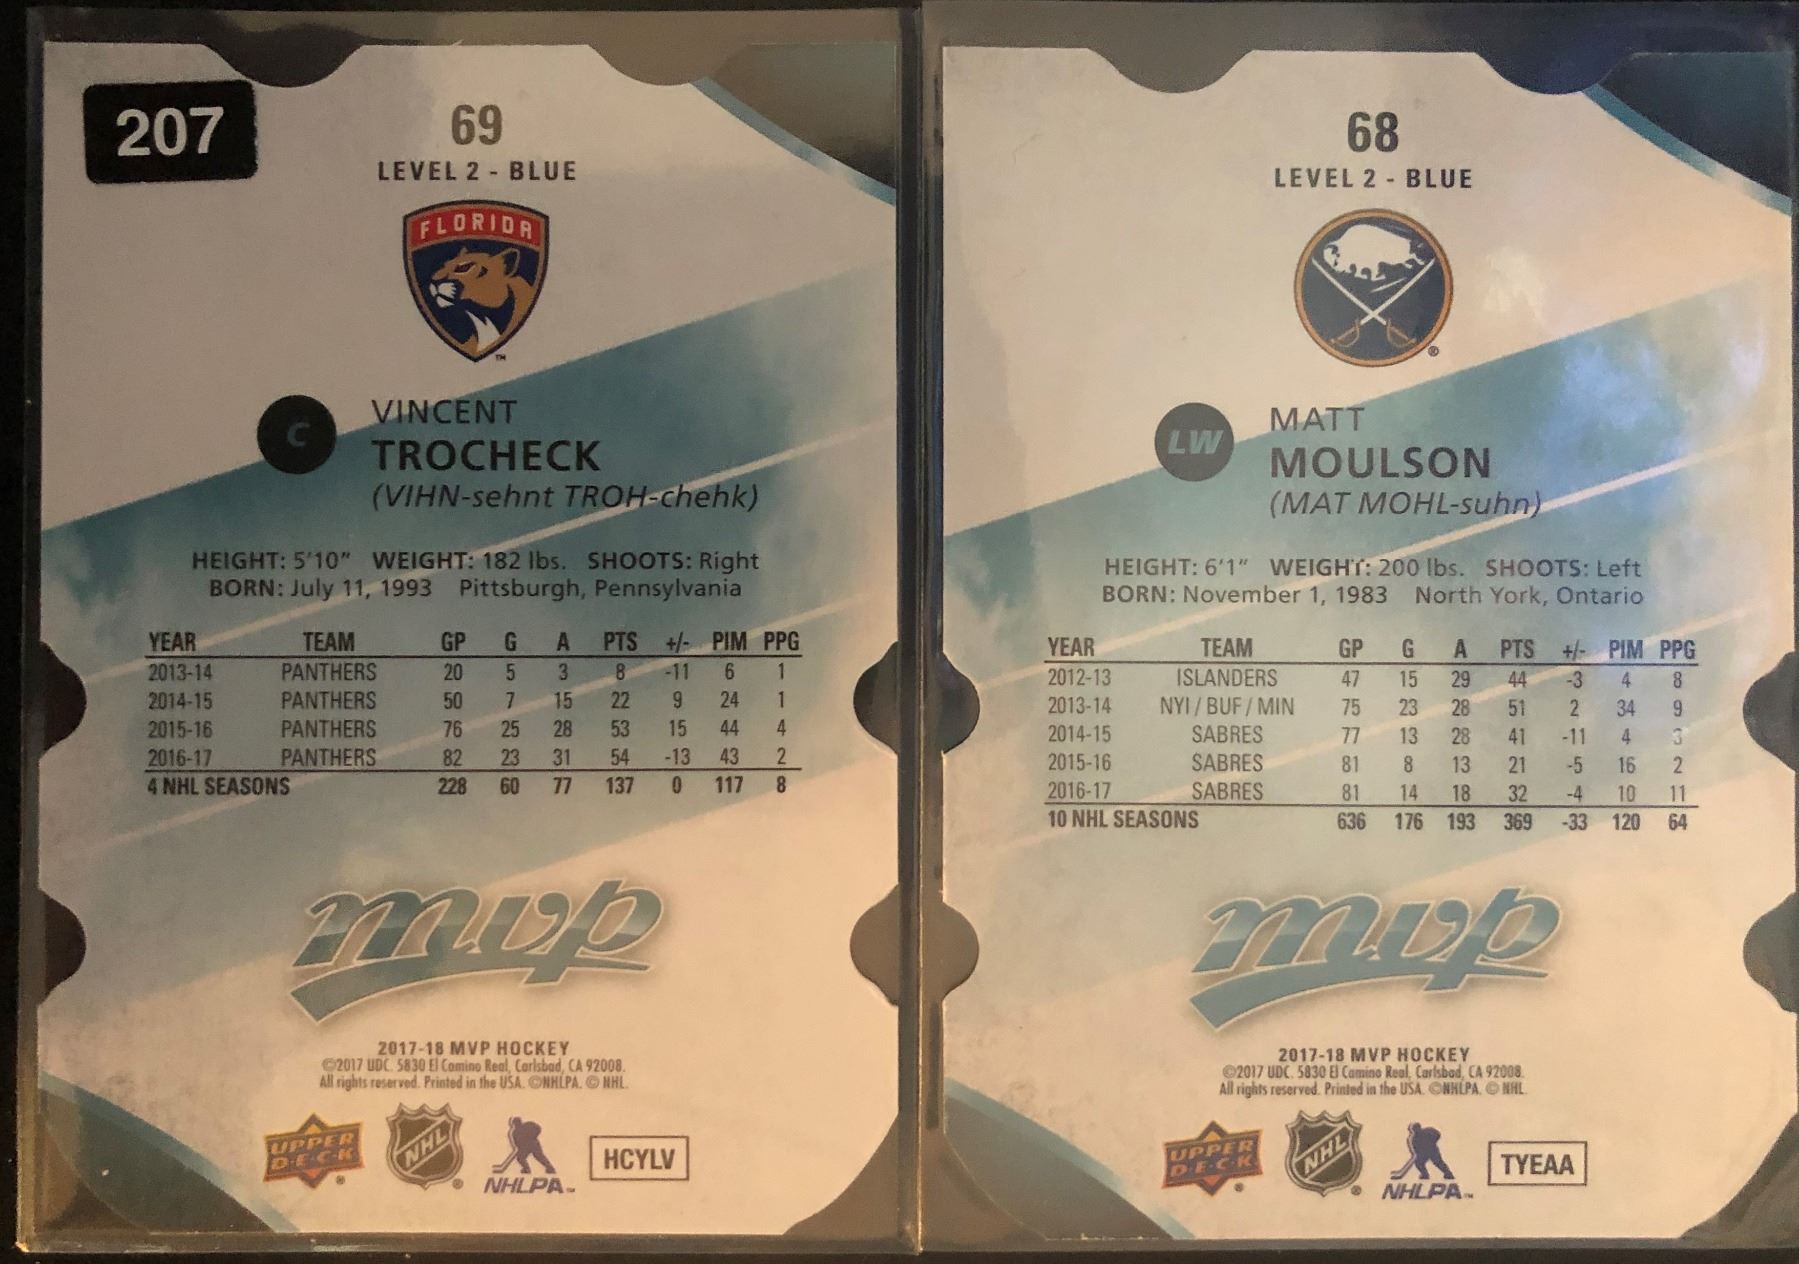 207
69
LEVEL 2 - BLUE
FLORIDA
TM
C
VINCENT
TROCHECK
(VIHN-sehnt TROH-chehk)
HEIGHT: 5'10" WEIGHT: 182 lbs. SHOOTS: Right
BORN: July 11, 1993 Pittsburgh, Pennsylvania
YEAR TEAM GP G A PTS +/- PIM PPG
2013-14 PANTHERS 20 5 3 8 -11 6 1
2014-15 PANTHERS 50 7 15 22 9 24 1
2015-16 PANTHERS 76 25 28 53 15 44 4
2016-17 PANTHERS 82 23 31 54 -13 43 2
4 NHL SEASONS 228 60 77 137 0 117 8
mvp
2017-18 MVP HOCKEY
©2017 UDC. 5830 El Camino Real, Carlsbad, CA 92008.
All rights reserved. Printed in the USA. ©NHLPA. © NHL.
UPPER
D·E·C·K
®
NHL
®
NHLPA™
HCYLV
68
LEVEL 2 - BLUE
®
LW
MATT
MOULSON
(MAT MOHL-suhn)
HEIGHT: 6'1" WEIGHT: 200 lbs. SHOOTS: Left
BORN: November 1, 1983 North York, Ontario
YEAR TEAM GP G A PTS +/- PIM PPG
2012-13 ISLANDERS 47 15 29 44 -3 4 8
2013-14 NYI / BUF / MIN 75 23 28 51 2 34 9
2014-15 SABRES 77 13 28 41 -11 4 3
2015-16 SABRES 81 8 13 21 -5 16 2
2016-17 SABRES 81 14 18 32 -4 10 11
10 NHL SEASONS 636 176 193 369 -33 120 64
mvp
2017-18 MVP HOCKEY
©2017 UDC. 5830 El Camino Real, Carlsbad, CA 92008.
All rights reserved. Printed in the USA. ©NHLPA. © NHL.
UPPER
D·E·C·K
®
NHL
®
NHLPA™
TYEAA